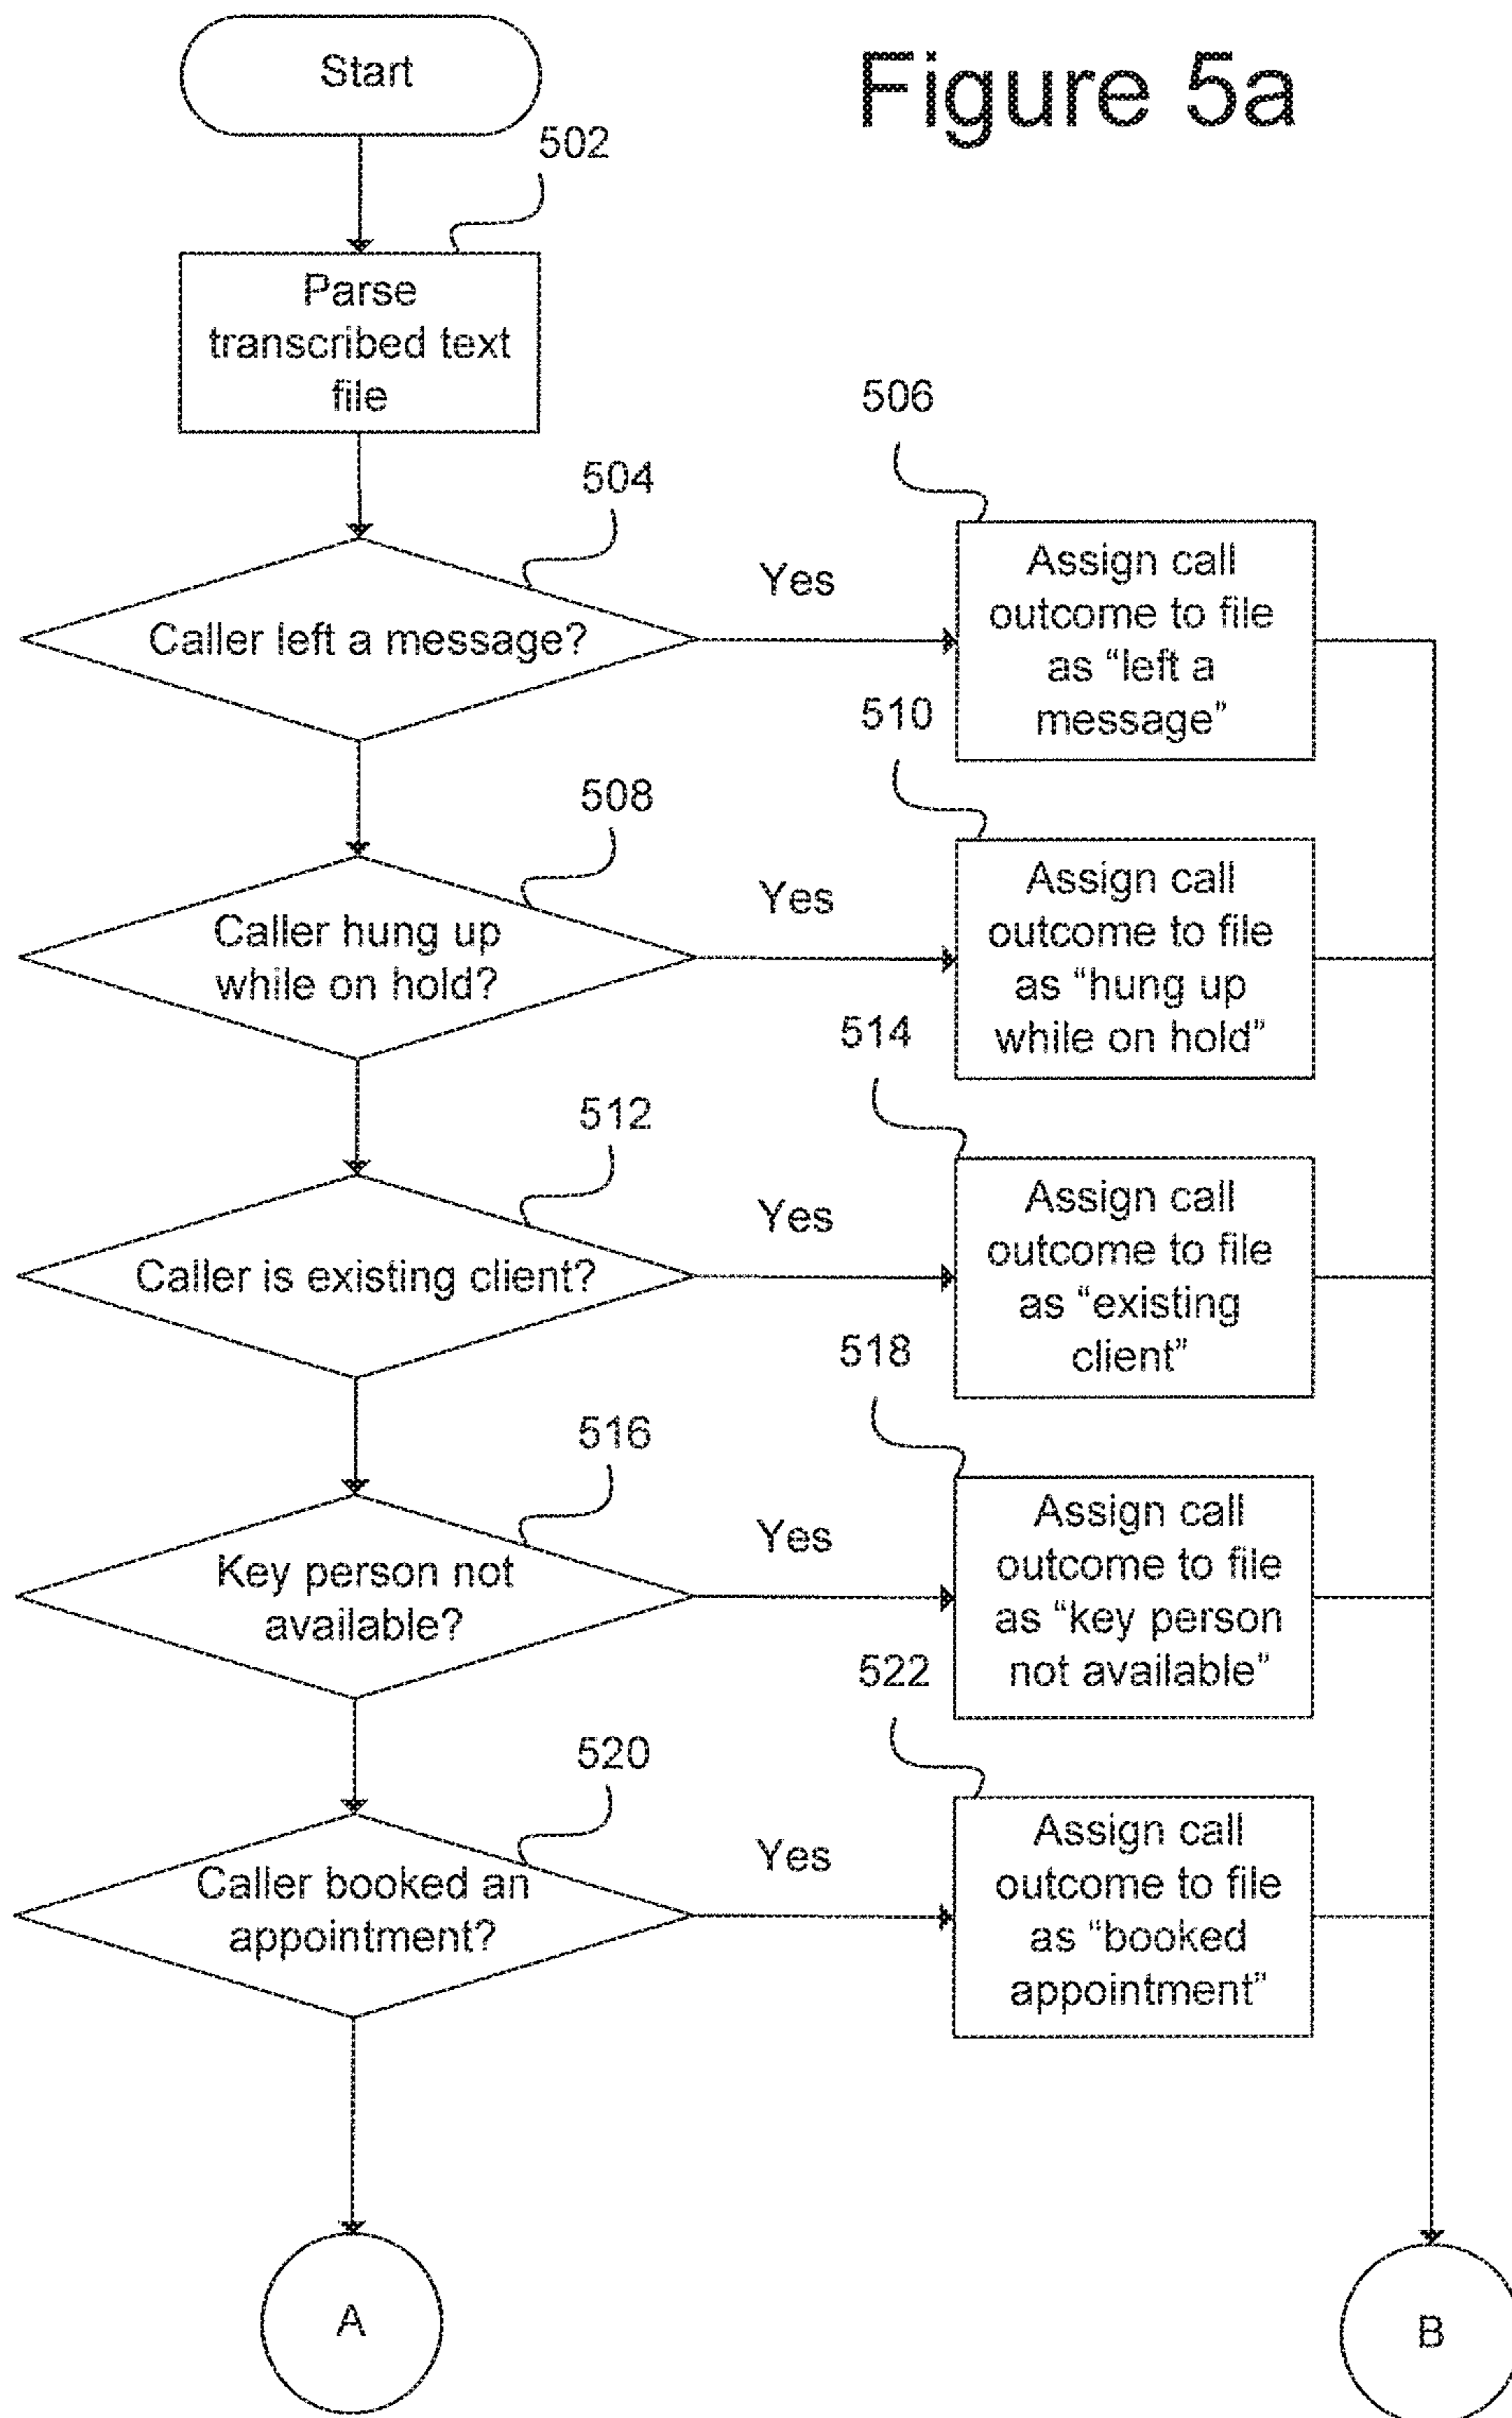 Start
Figure 5a
502
Parse
transcribed text
file
504
Caller left a message?
Yes
506
Assign call
outcome to file
as “left a
message”
508
Caller hung up
while on hold?
Yes
510
Assign call
outcome to file
as “hung up
while on hold”
512
Caller is existing client?
Yes
514
Assign call
outcome to file
as “existing
client”
516
Key person not
available?
Yes
518
Assign call
outcome to file
as “key person
not available”
520
Caller booked an
appointment?
Yes
522
Assign call
outcome to file
as “booked
appointment”
A
B